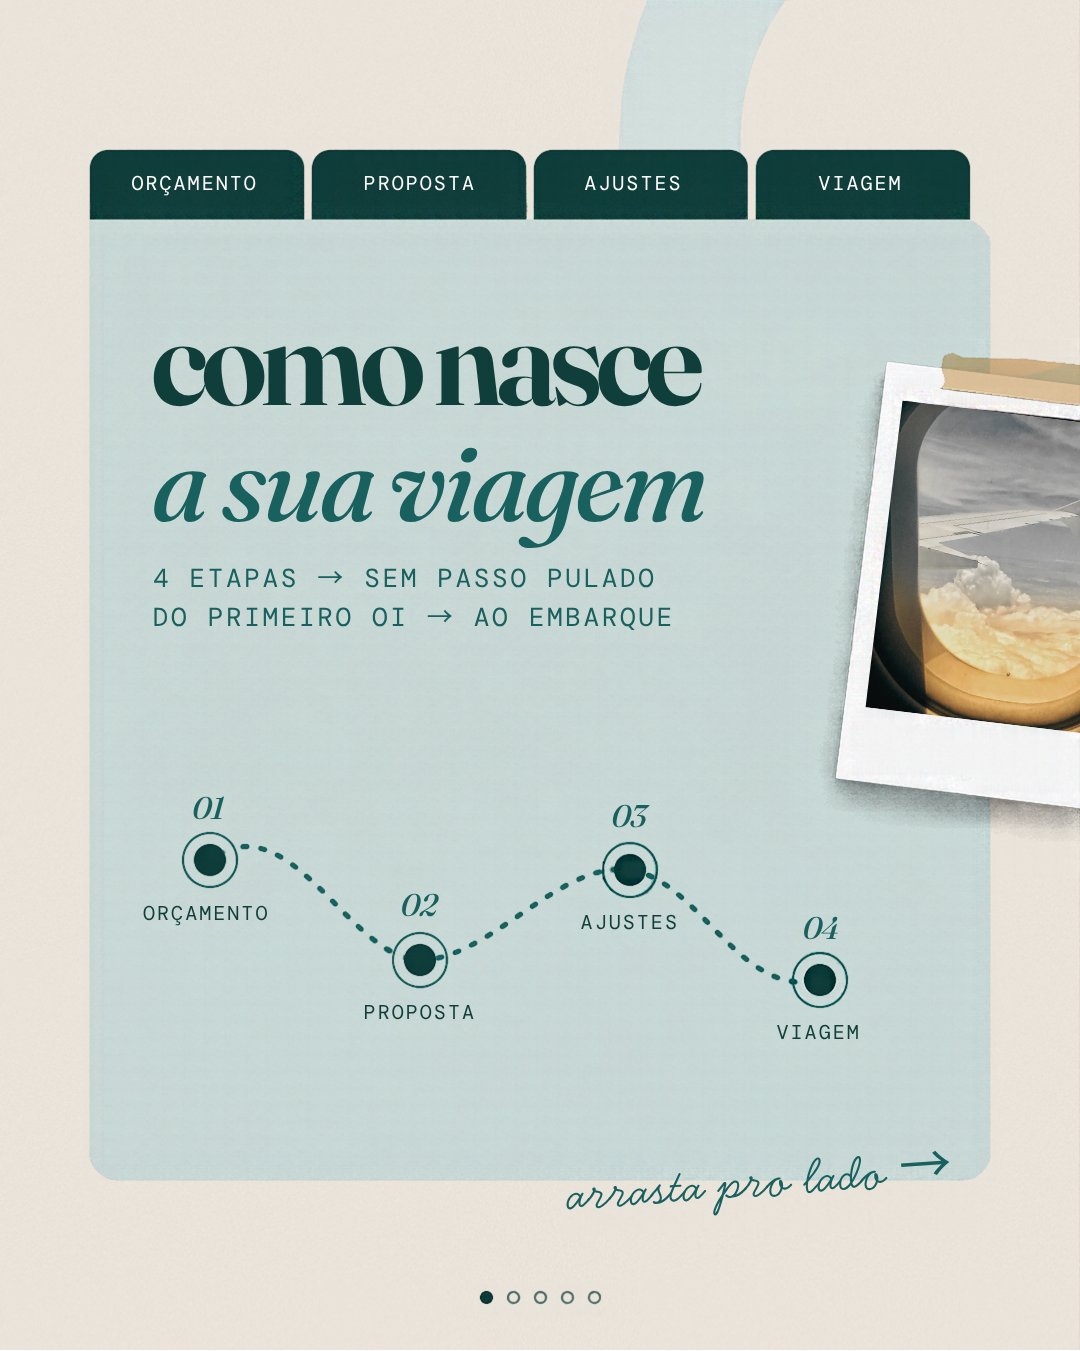 ORÇAMENTO PROPOSTA AJUSTES VIAGEM
como nasce
a sua viagem
4 ETAPAS → SEM PASSO PULADO
DO PRIMEIRO OI → AO EMBARQUE
01
ORÇAMENTO
02
PROPOSTA
03
AJUSTES
04
VIAGEM
arrasta pro lado →